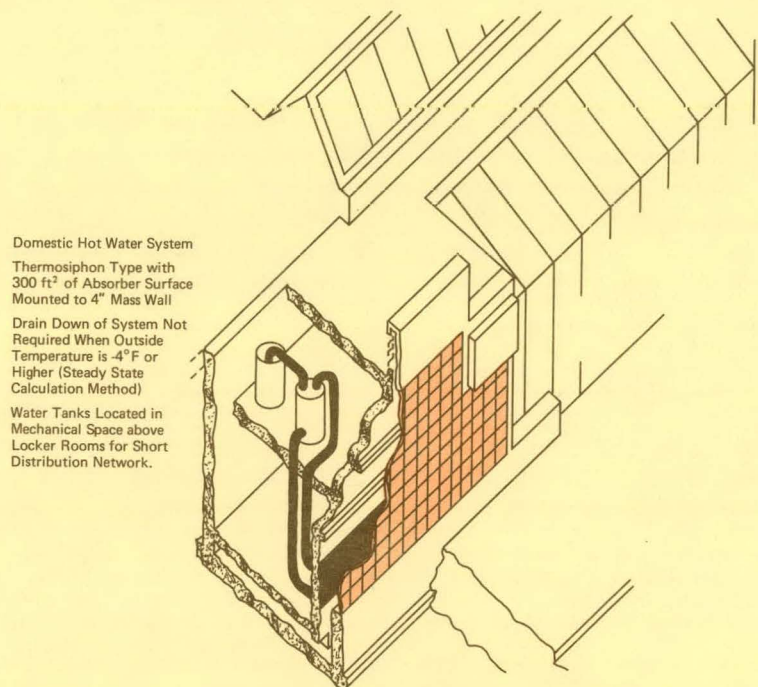 Domestic Hot Water System
Thermosiphon Type with
300 ft² of Absorber Surface
Mounted to 4" Mass Wall
Drain Down of System Not
Required When Outside
Temperature is -4°F or
Higher (Steady State
Calculation Method)
Water Tanks Located in
Mechanical Space above
Locker Rooms for Short
Distribution Network.